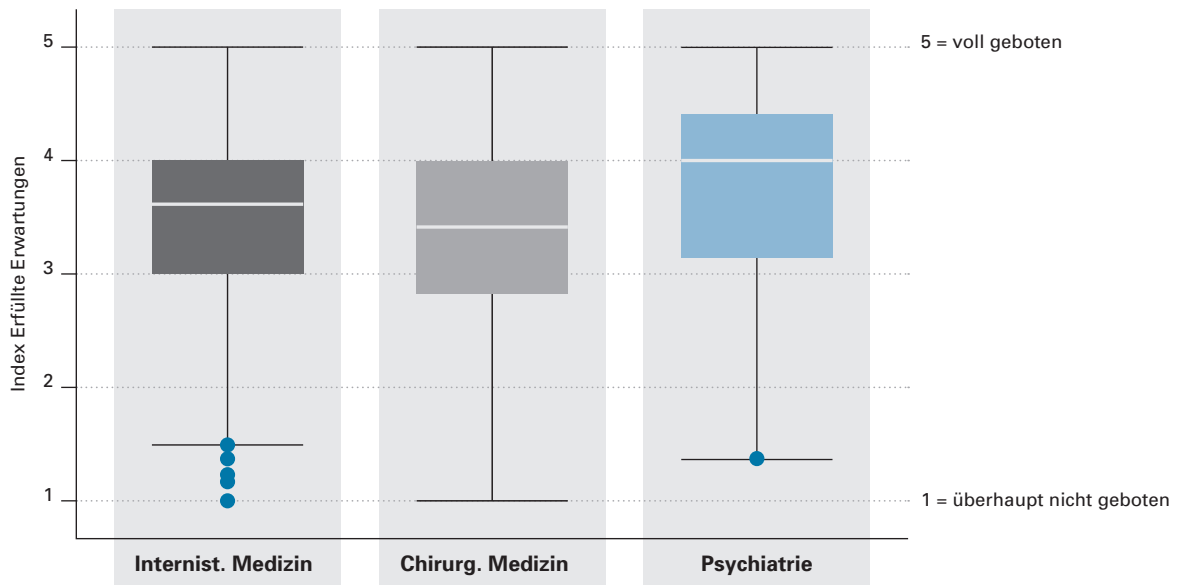 Index Erfüllte Erwartungen
5
4
3
2
1
5 = voll geboten
1 = überhaupt nicht geboten
Internist. Medizin
Chirurg. Medizin
Psychiatrie